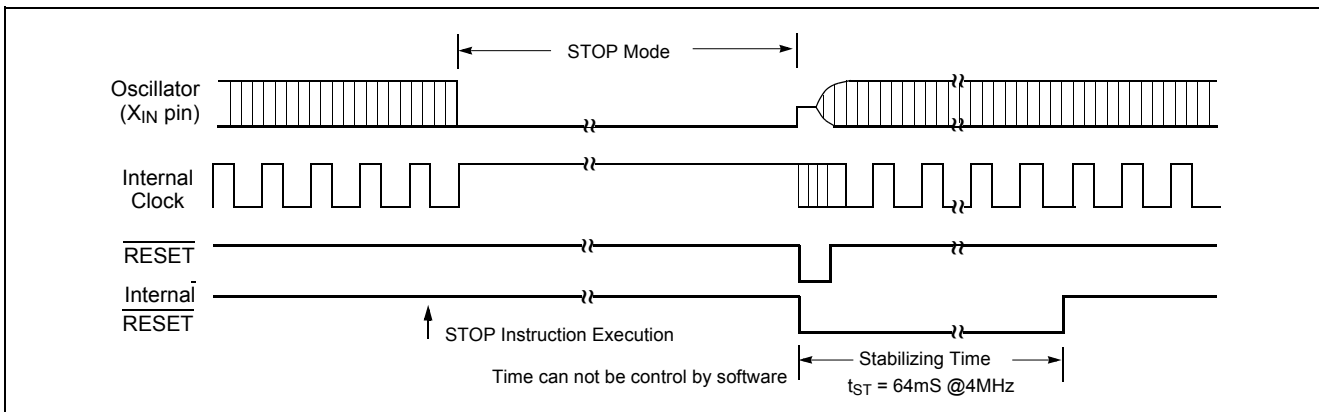 STOP Mode
Oscillator
(XIN pin)
Internal
Clock
RESET
Internal
RESET
STOP Instruction Execution
Time can not be control by software
Stabilizing Time
tST = 64mS @4MHz